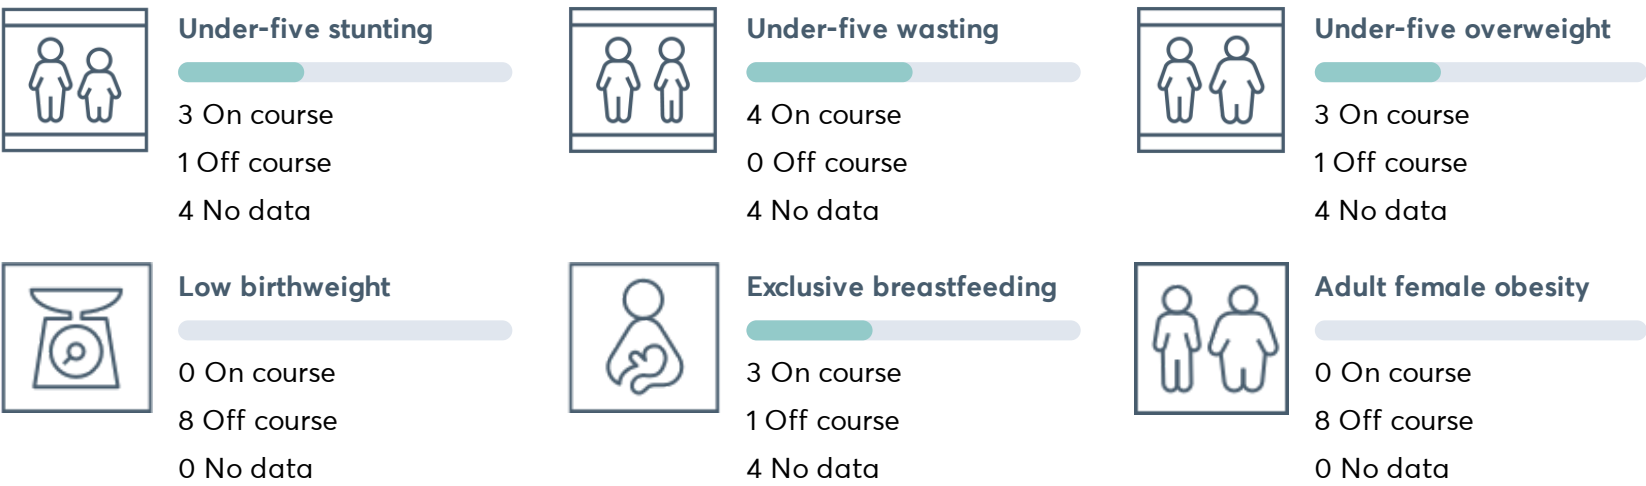 Under-five stunting
3 On course
1 Off course
4 No data
Under-five wasting
4 On course
0 Off course
4 No data
Under-five overweight
3 On course
1 Off course
4 No data
Low birthweight
0 On course
8 Off course
0 No data
Exclusive breastfeeding
3 On course
1 Off course
4 No data
Adult female obesity
0 On course
8 Off course
0 No data